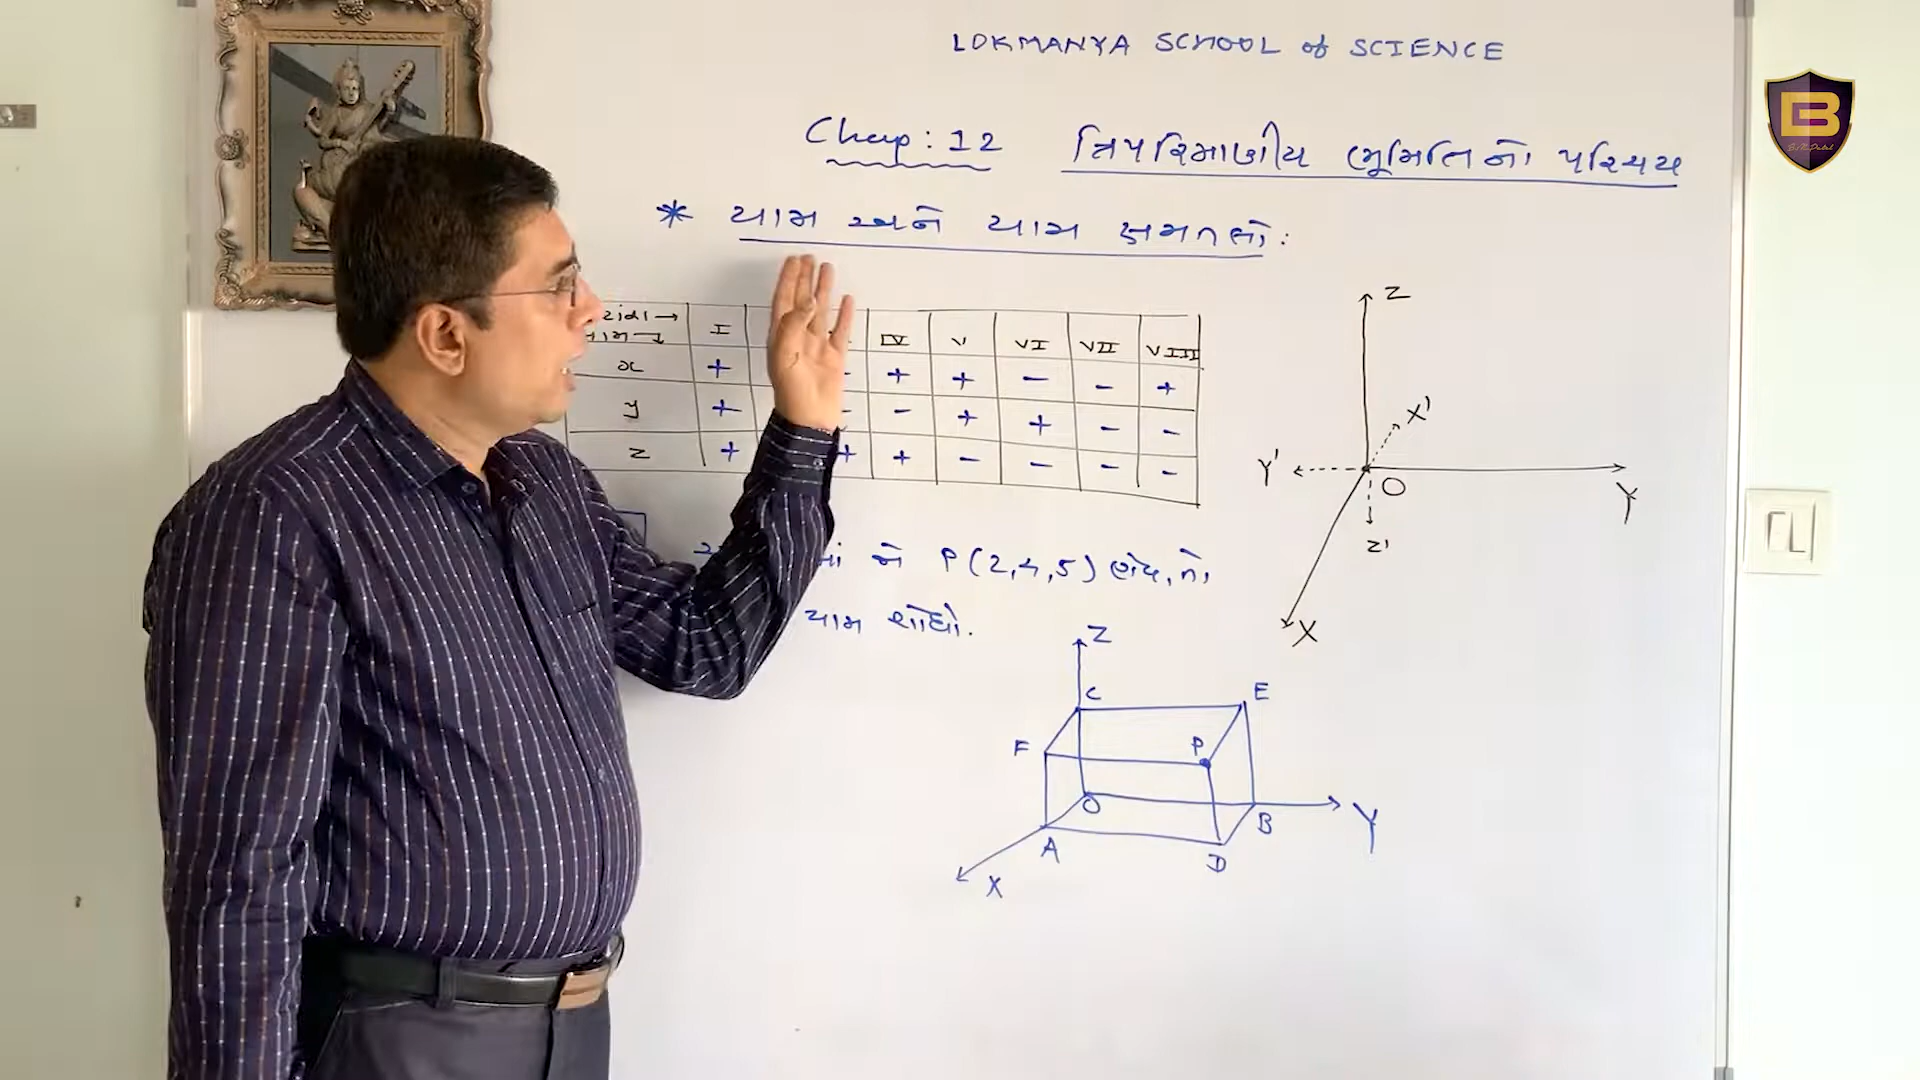 LOKMANYA SCHOOL of SCIENCE
Chap: 12 ત્રિપરિમાણીય ભૂમિતિનો પરિચય
* યામ અને યામ સમતલો:
I IV V VI VII VIII
x + + + - - +
y + - - + + - -
z + + + - - - -
માં જો P(2,4,5) હોય, તો
યામ શોધો.
Z
X'
Y' O Y
Z'
X
Z
C E
F P
O B Y
A D
X
B